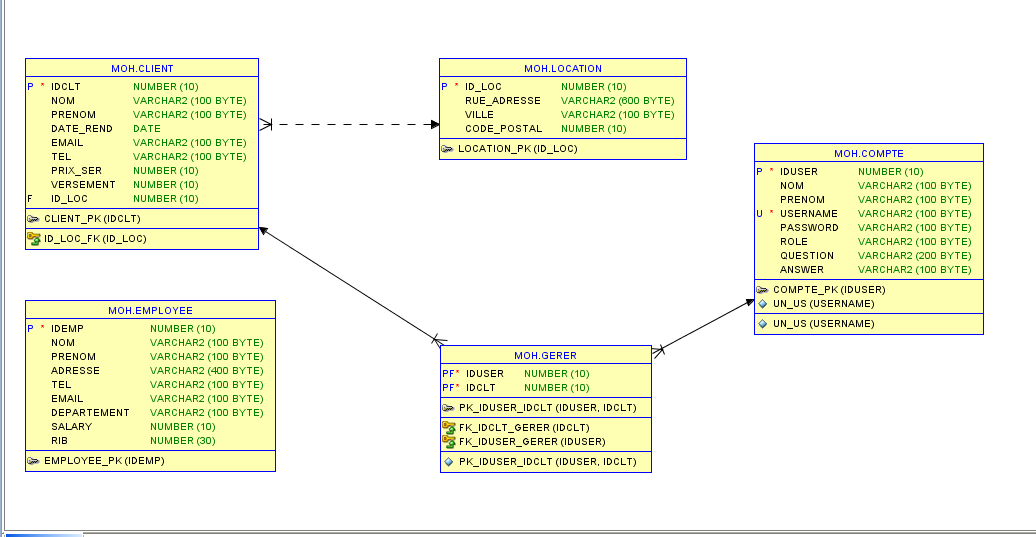 MOH.CLIENT
P * IDCLT NUMBER (10)
NOM VARCHAR2 (100 BYTE)
PRENOM VARCHAR2 (100 BYTE)
DATE_REND DATE
EMAIL VARCHAR2 (100 BYTE)
TEL VARCHAR2 (100 BYTE)
PRIX_SER NUMBER (10)
VERSEMENT NUMBER (10)
F ID_LOC NUMBER (10)
CLIENT_PK (IDCLT)
ID_LOC_FK (ID_LOC)
MOH.LOCATION
P * ID_LOC NUMBER (10)
RUE_ADRESSE VARCHAR2 (600 BYTE)
VILLE VARCHAR2 (100 BYTE)
CODE_POSTAL NUMBER (10)
LOCATION_PK (ID_LOC)
MOH.COMPTE
P * IDUSER NUMBER (10)
NOM VARCHAR2 (100 BYTE)
PRENOM VARCHAR2 (100 BYTE)
U * USERNAME VARCHAR2 (100 BYTE)
PASSWORD VARCHAR2 (100 BYTE)
ROLE VARCHAR2 (100 BYTE)
QUESTION VARCHAR2 (200 BYTE)
ANSWER VARCHAR2 (100 BYTE)
COMPTE_PK (IDUSER)
UN_US (USERNAME)
UN_US (USERNAME)
MOH.EMPLOYEE
P * IDEMP NUMBER (10)
NOM VARCHAR2 (100 BYTE)
PRENOM VARCHAR2 (100 BYTE)
ADRESSE VARCHAR2 (400 BYTE)
TEL VARCHAR2 (100 BYTE)
EMAIL VARCHAR2 (100 BYTE)
DEPARTEMENT VARCHAR2 (100 BYTE)
SALARY NUMBER (10)
RIB NUMBER (30)
EMPLOYEE_PK (IDEMP)
MOH.GERER
PF* IDUSER NUMBER (10)
PF* IDCLT NUMBER (10)
PK_IDUSER_IDCLT (IDUSER, IDCLT)
FK_IDCLT_GERER (IDCLT)
FK_IDUSER_GERER (IDUSER)
PK_IDUSER_IDCLT (IDUSER, IDCLT)